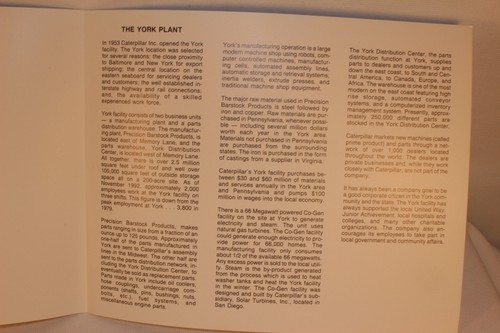 THE YORK PLANT
In 1953 Caterpillar Inc. opened the York
facility. The York location was selected
for several reasons: the close proximity
to Baltimore and New York for export
shipping; the central location on the
eastern seaboard for servicing dealers
and customers; the well established in-
terstate highway and rail connections;
and, the availability of a skilled
experienced work force.
York facility consists of two business units
— a manufacturing plant and a parts
distribution warehouse. The manufactur-
ing plant, Precision Barstock Products, is
located east of Memory Lane, and the
parts warehouse, York Distribution
Center, is located west of Memory Lane.
All together, there is over 2.5 million
square feet under roof and well over
100,000 square feet of outside storage
space all on a 300-acre site. As of
November 1992, approximately 2,000
employees work at the York facility on
three shifts. This figure is down from the
peak employment at York . . . 3,800 in
1979.
Precision Barstock Products, makes
parts ranging in size from a fraction of an
ounce up to 125 pounds. Approximately
one-half of the parts manufactured in
York are sent to Caterpillar's assembly
lines in the Midwest. The other half are
sent to the parts distribution network, in-
cluding the York Distribution Center, to
eventually be sold as replacement parts.
Parts made in York include oil coolers,
hose couplings, undercarriage com-
ponents (shafts, pins, bushings, nuts,
bolts, etc.), fuel systems, and
miscellaneous engine parts.
York's manufacturing operation is a large
modern machine shop using robots, com-
puter controlled machines, manufactur-
ing cells, automated assembly lines,
automatic storage and retrieval systems,
inertia welders, extrude presses, and
traditional machine shop equipment.
The major raw material used in Precision
Barstock Products is steel followed by
iron and copper. Raw materials are pur-
chased in Pennsylvania, whenever possi-
ble — including several million dollars
worth each year in the York area.
Materials not purchased in Pennsylvania
are purchased from the surrounding
states. The iron is purchased in the form
of castings from a supplier in Virginia.
Caterpillar's York facility purchases be-
tween $30 and $60 million of materials
and services annually in the York area
and Pennsylvania and pumps $100
million in wages into the local economy.
There is a 66 Megawatt powered Co-Gen
facility on the site at York to generate
electricity and steam. The unit uses
natural gas turbines. The Co-Gen facility
could generate enough electricity to pro-
vide power for 66,000 homes. The
manufacturing facility only consumes
about 1/2 of the available 66 megawatts.
Any excess power is sold to the local utili-
ty. Steam is the by-product generated
from the process which is used to heat
washer tanks and heat the York facility
in the winter. The Co-Gen facility was
designed and built by Caterpillar's sub-
sidiary, Solar Turbines, Inc., located in
San Diego.
The York Distribution Center, the parts
distribution function at York, supplies
parts to dealers and customers up and
down the east coast, to South and Cen-
tral America, to Canada, Europe, and
Africa. The warehouse is one of the most
modern on the east coast featuring high
rise storage, automated conveyor
systems, and a computerized inventory
management system. Presently, approx-
imately 250,000 different parts are
stocked in the York Distribution Center.
Caterpillar markets new machines (called
prime product) and parts through a net-
work of over 1,000 dealers located
throughout the world. The dealers are
private businesses and, while they work
closely with Caterpillar, are not part of the
company.
It has always been a company goal to be
a good corporate citizen in the York com-
munity and the state. The York facility has
always supported the local United Way,
Junior Achievement, local hospitals and
colleges, and many other charitable
organizations. The company also en-
courages its employees to take part in
local government and community affairs.